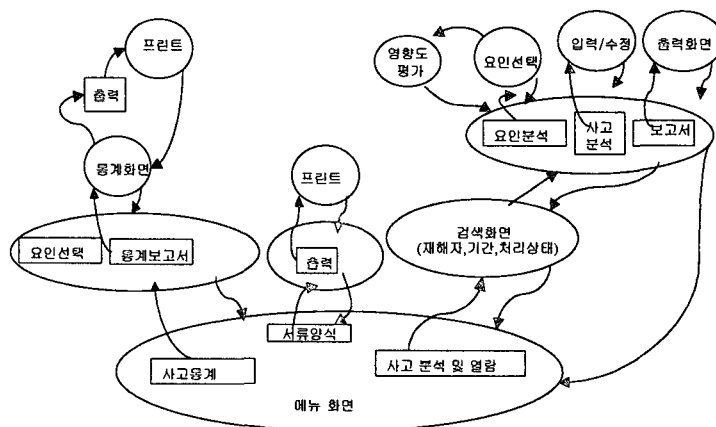 프린트
출력
통계화면
요인선택
통계보고서
프린트
출력
영향도
평가
요인선택
입력/수정
출력화면
요인분석
사고
분석
보고서
검색화면
(재해자,기간,처리상태)
서류양식
사고통계
사고 분석 및 열람
메뉴 화면